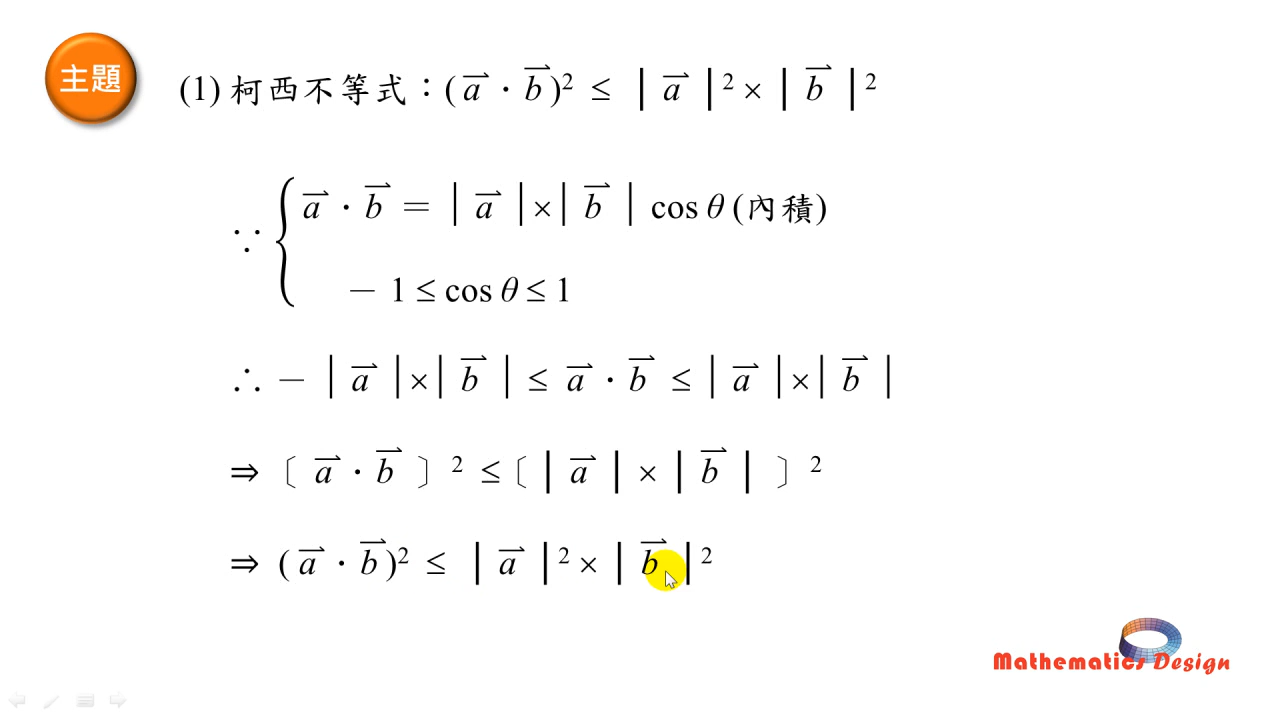 主題
(1) 柯西不等式：(a⃑ · b⃑)² ≤ |a⃑|² × |b⃑|²
∵ { a⃑ · b⃑ = |a⃑| × |b⃑| cos θ (內積)
− 1 ≤ cos θ ≤ 1
∴ − |a⃑| × |b⃑| ≤ a⃑ · b⃑ ≤ |a⃑| × |b⃑|
⇒ 〔a⃑ · b⃑〕² ≤ 〔|a⃑| × |b⃑|〕²
⇒ (a⃑ · b⃑)² ≤ |a⃑|² × |b⃑|²
Mathematics Design